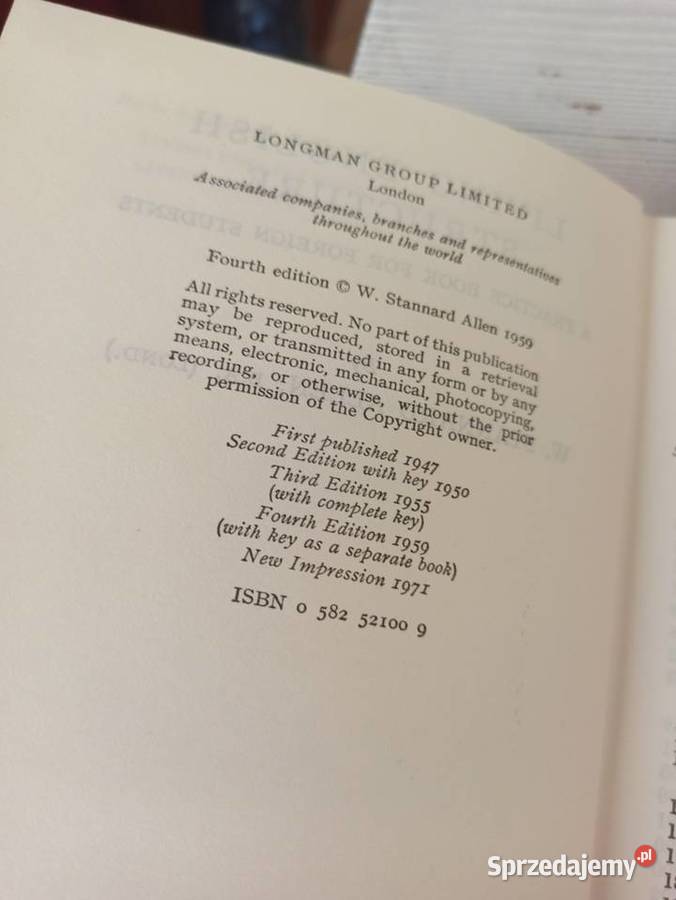 LONGMAN GROUP LIMITED
London
Associated companies, branches and representatives
throughout the world
Fourth edition © W. Stannard Allen 1959
All rights reserved. No part of this publication
may be reproduced, stored in a retrieval
system, or transmitted in any form or by any
means, electronic, mechanical, photocopying,
recording, or otherwise, without the prior
permission of the Copyright owner.
First published 1947
Second Edition with key 1950
Third Edition 1955
(with complete key)
Fourth Edition 1959
(with key as a separate book)
New Impression 1971
ISBN 0 582 52100 9
Sprzedajemy.pl